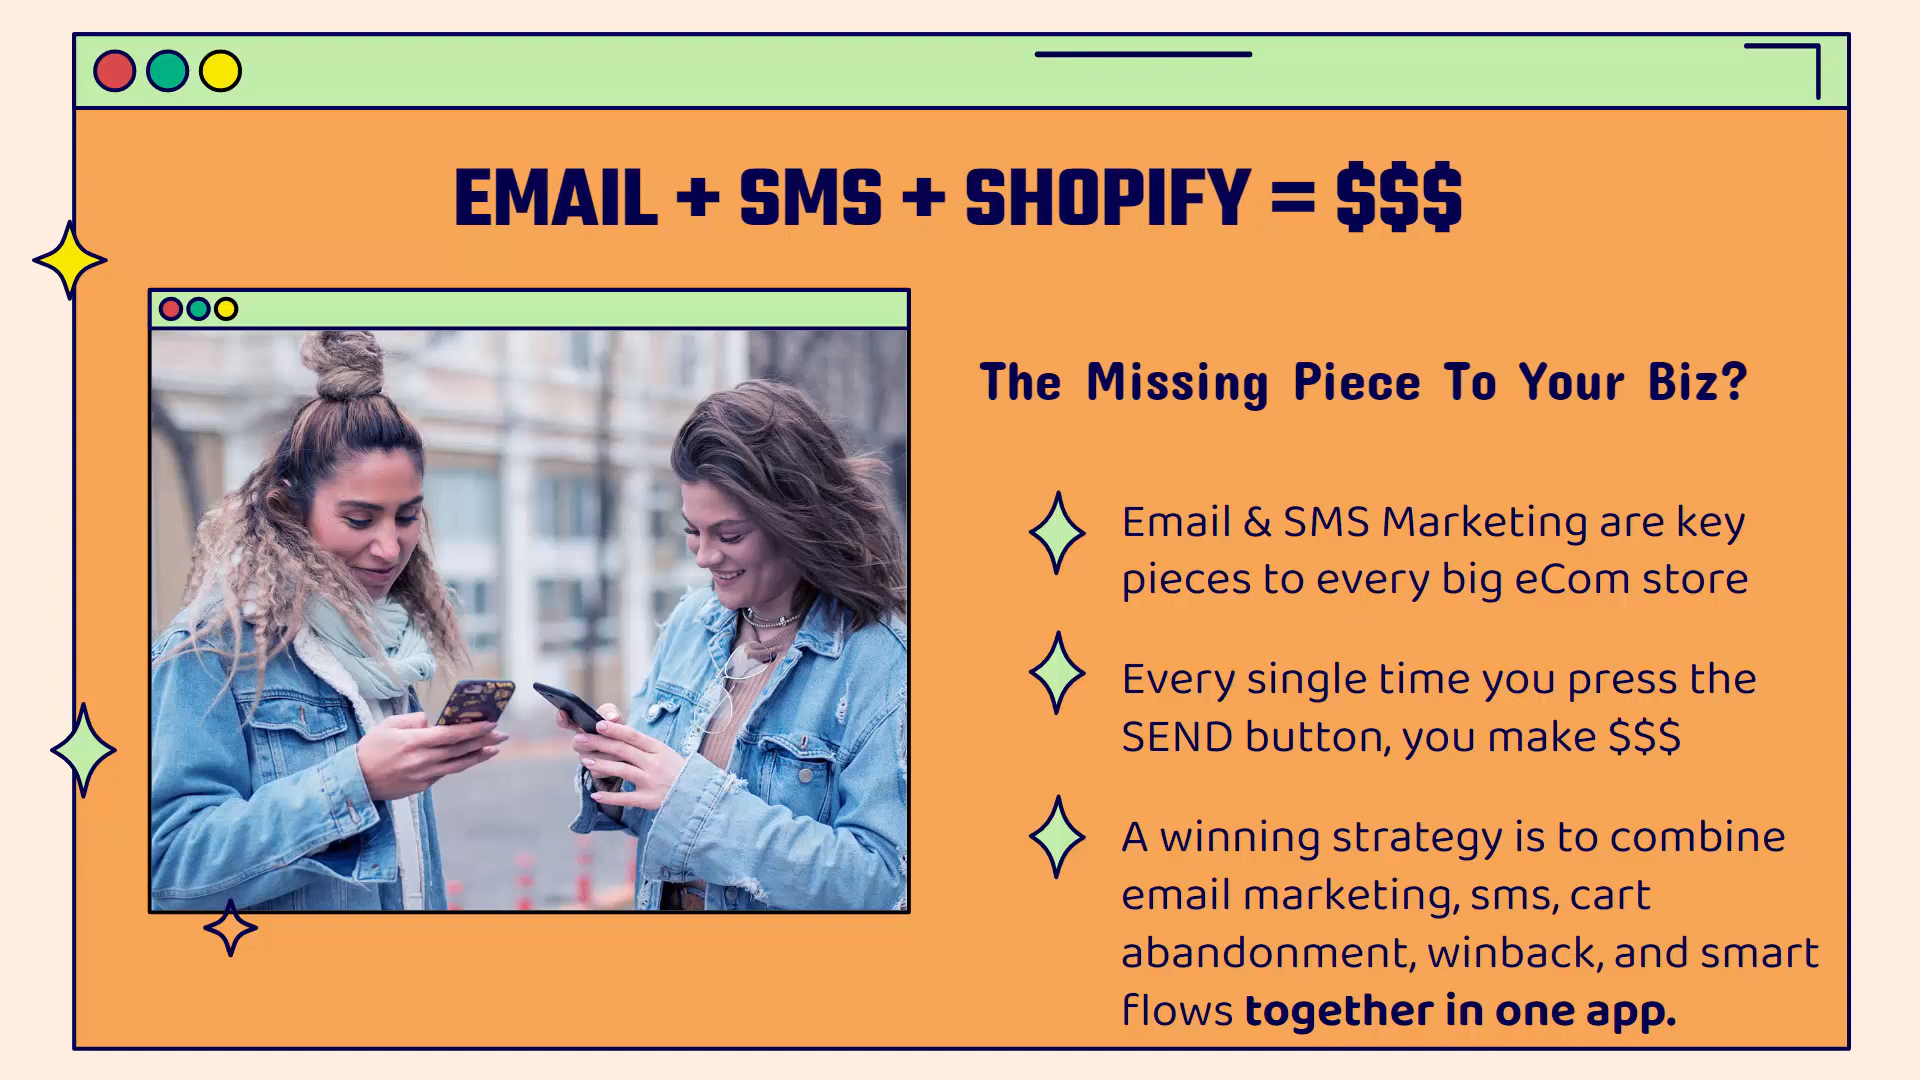 EMAIL + SMS + SHOPIFY = $$$
The Missing Piece To Your Biz?
Email & SMS Marketing are key
pieces to every big eCom store
Every single time you press the
SEND button, you make $$$
A winning strategy is to combine
email marketing, sms, cart
abandonment, winback, and smart
flows together in one app.